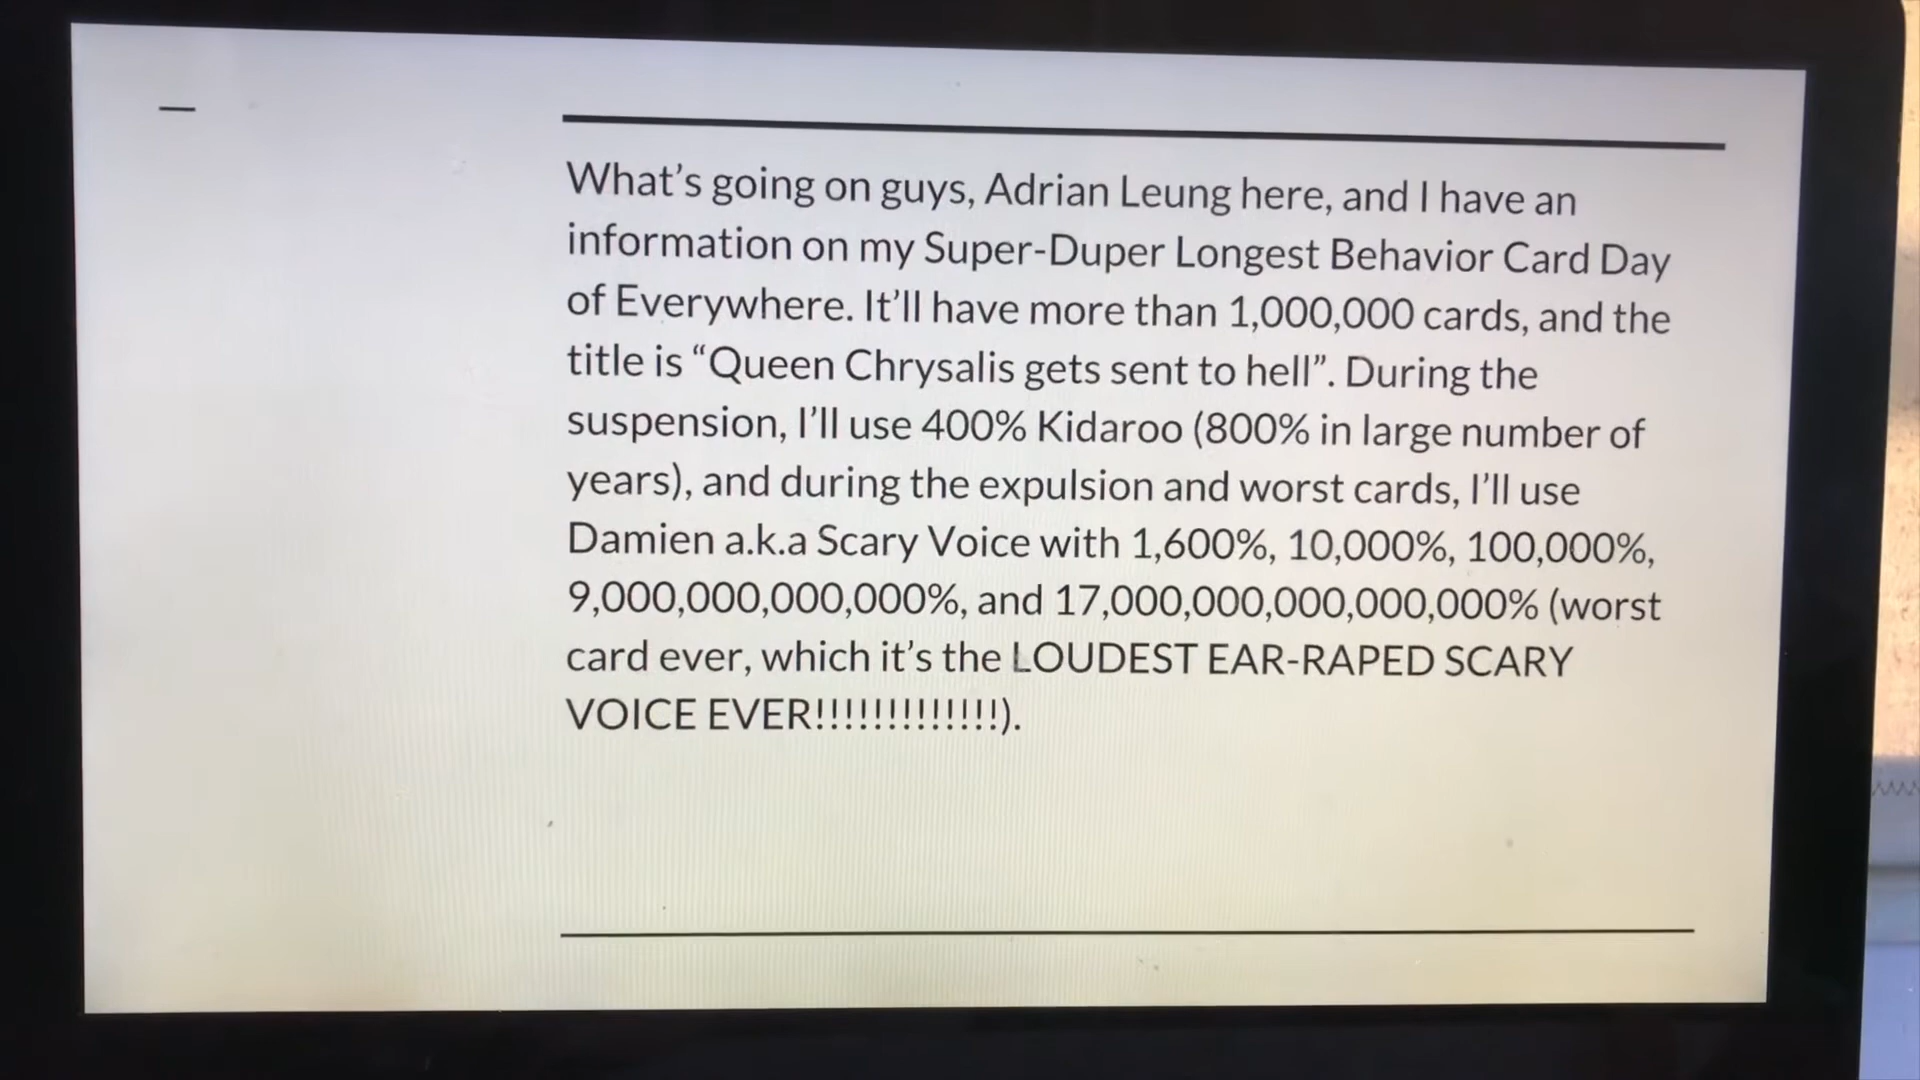 What's going on guys, Adrian Leung here, and I have an
information on my Super-Duper Longest Behavior Card Day
of Everywhere. It'll have more than 1,000,000 cards, and the
title is “Queen Chrysalis gets sent to hell”. During the
suspension, I'll use 400% Kidaroo (800% in large number of
years), and during the expulsion and worst cards, I'll use
Damien a.k.a Scary Voice with 1,600%, 10,000%, 100,000%,
9,000,000,000,000%, and 17,000,000,000,000,000% (worst
card ever, which it's the LOUDEST EAR-RAPED SCARY
VOICE EVER!!!!!!!!!!!!!).